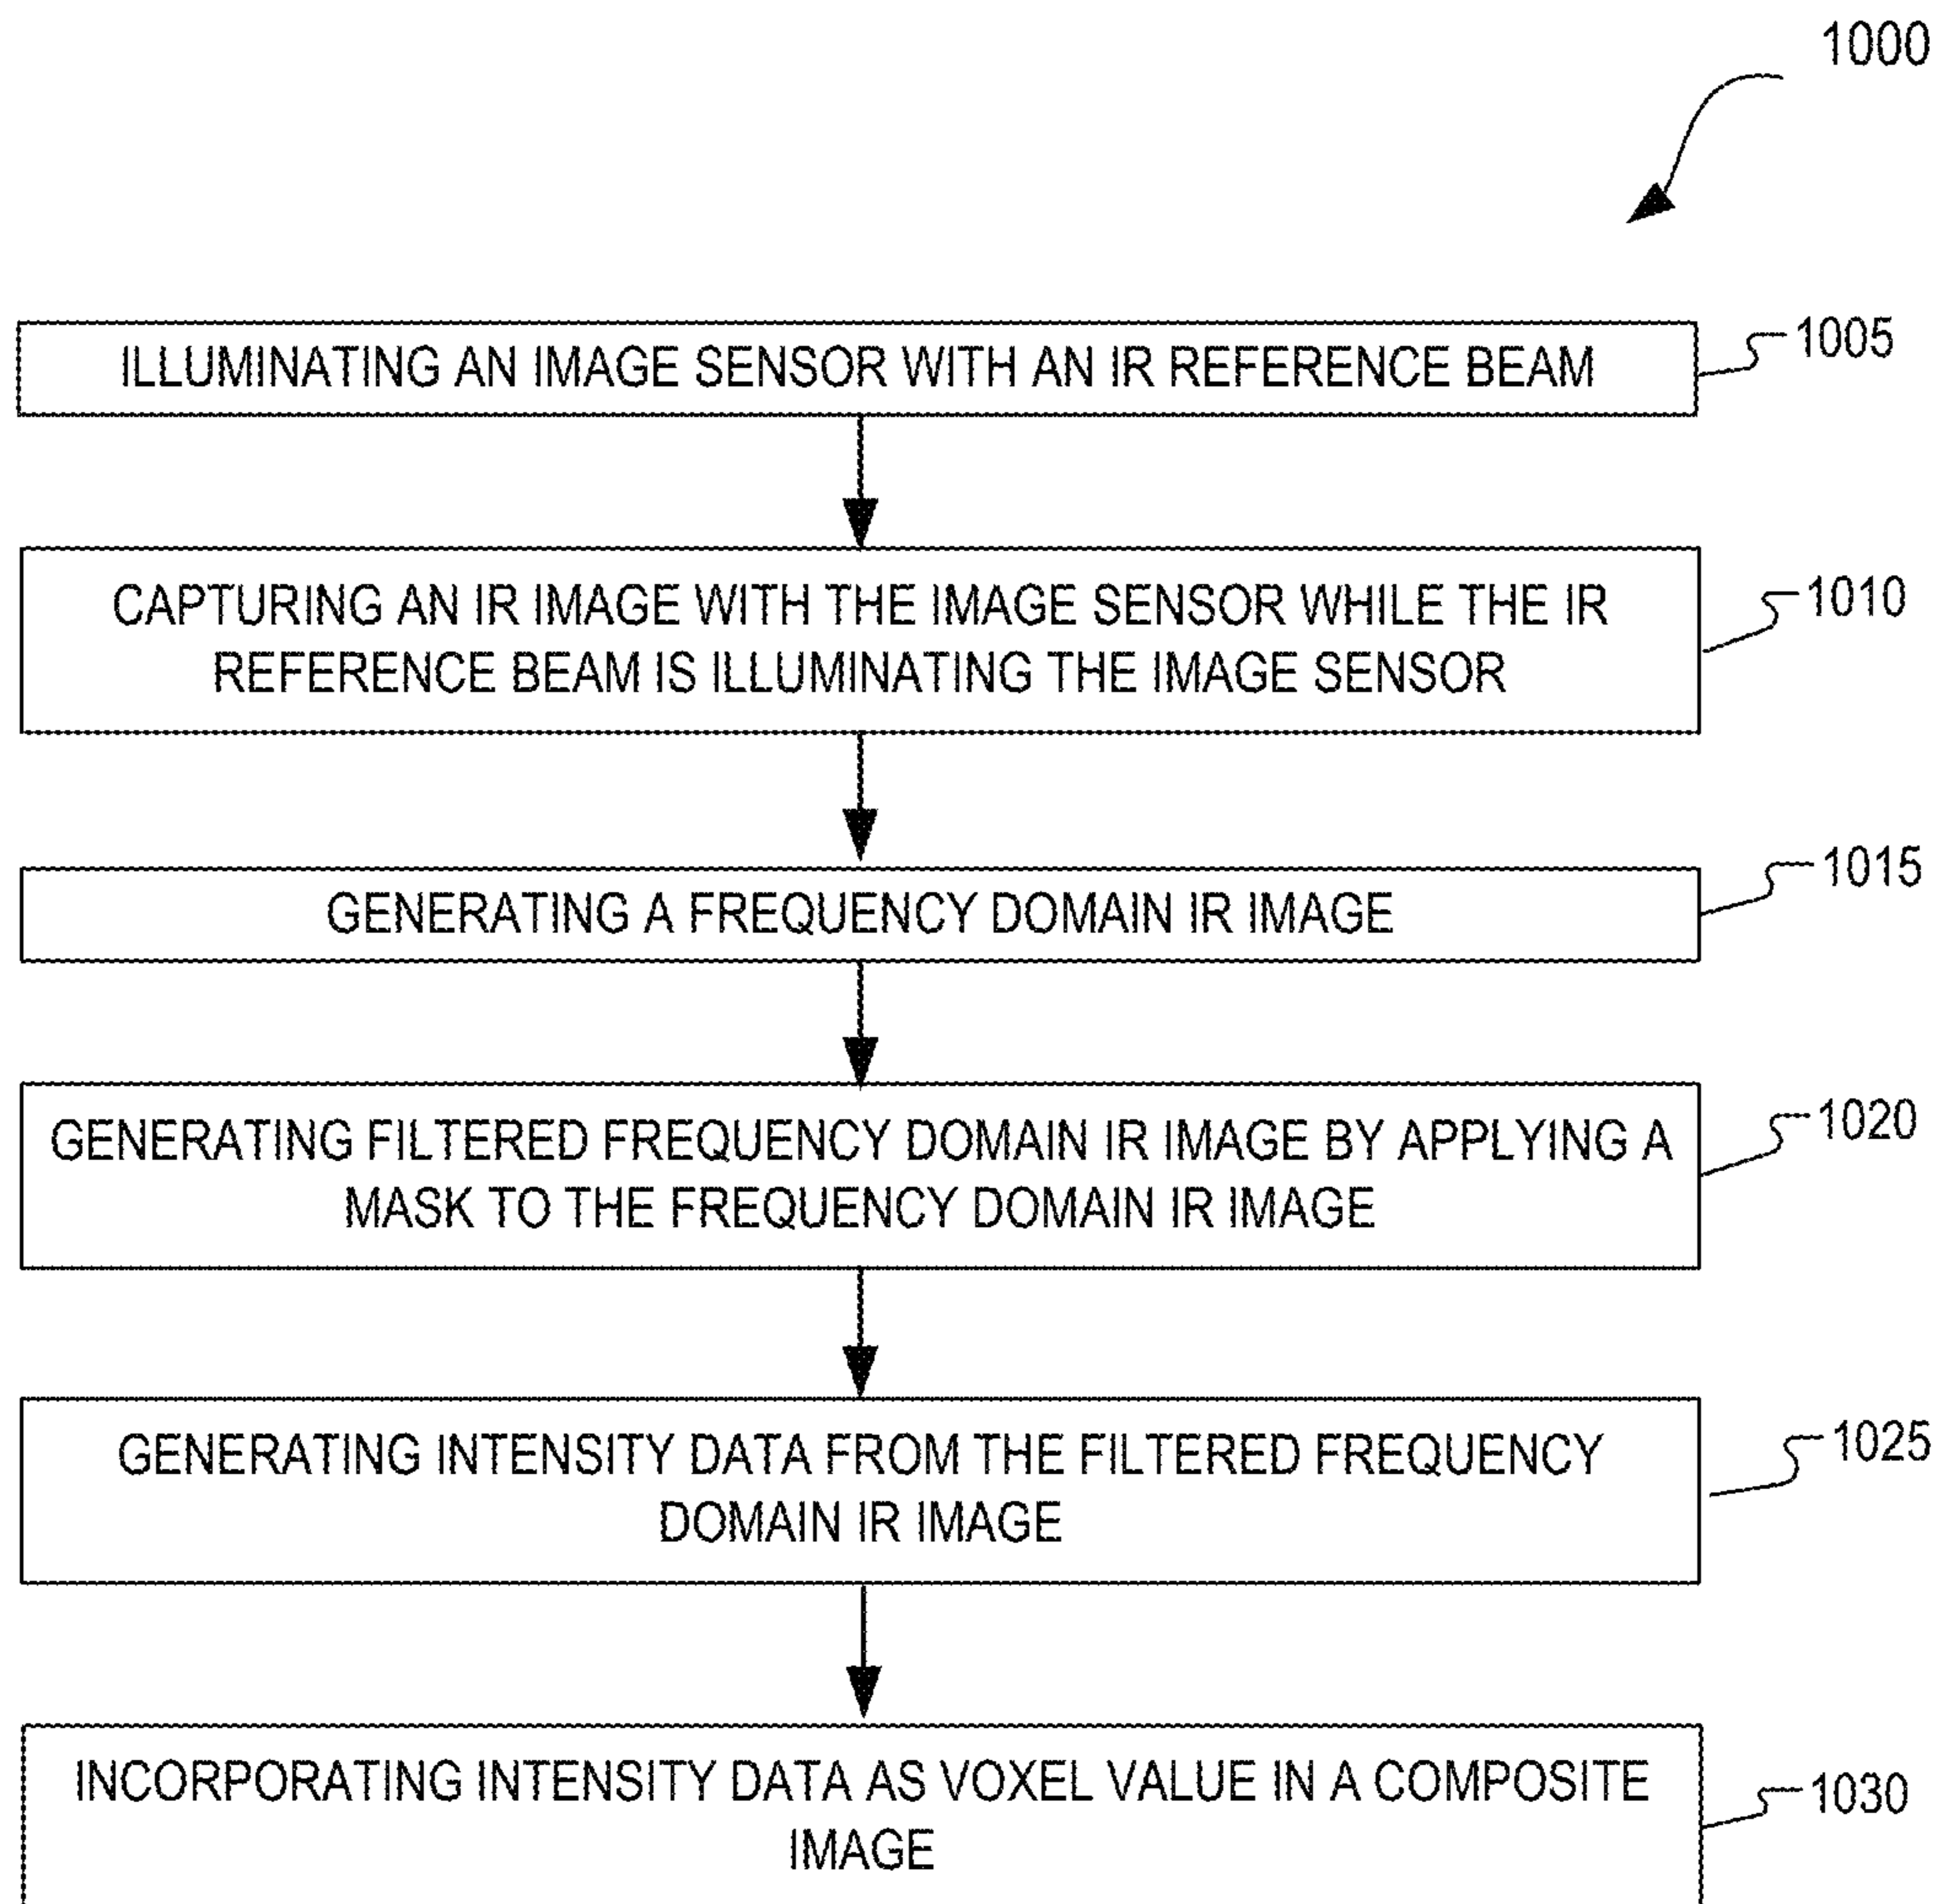 1000
ILLUMINATING AN IMAGE SENSOR WITH AN IR REFERENCE BEAM
1005
CAPTURING AN IR IMAGE WITH THE IMAGE SENSOR WHILE THE IR
REFERENCE BEAM IS ILLUMINATING THE IMAGE SENSOR
1010
GENERATING A FREQUENCY DOMAIN IR IMAGE
1015
GENERATING FILTERED FREQUENCY DOMAIN IR IMAGE BY APPLYING A
MASK TO THE FREQUENCY DOMAIN IR IMAGE
1020
GENERATING INTENSITY DATA FROM THE FILTERED FREQUENCY
DOMAIN IR IMAGE
1025
INCORPORATING INTENSITY DATA AS VOXEL VALUE IN A COMPOSITE
IMAGE
1030